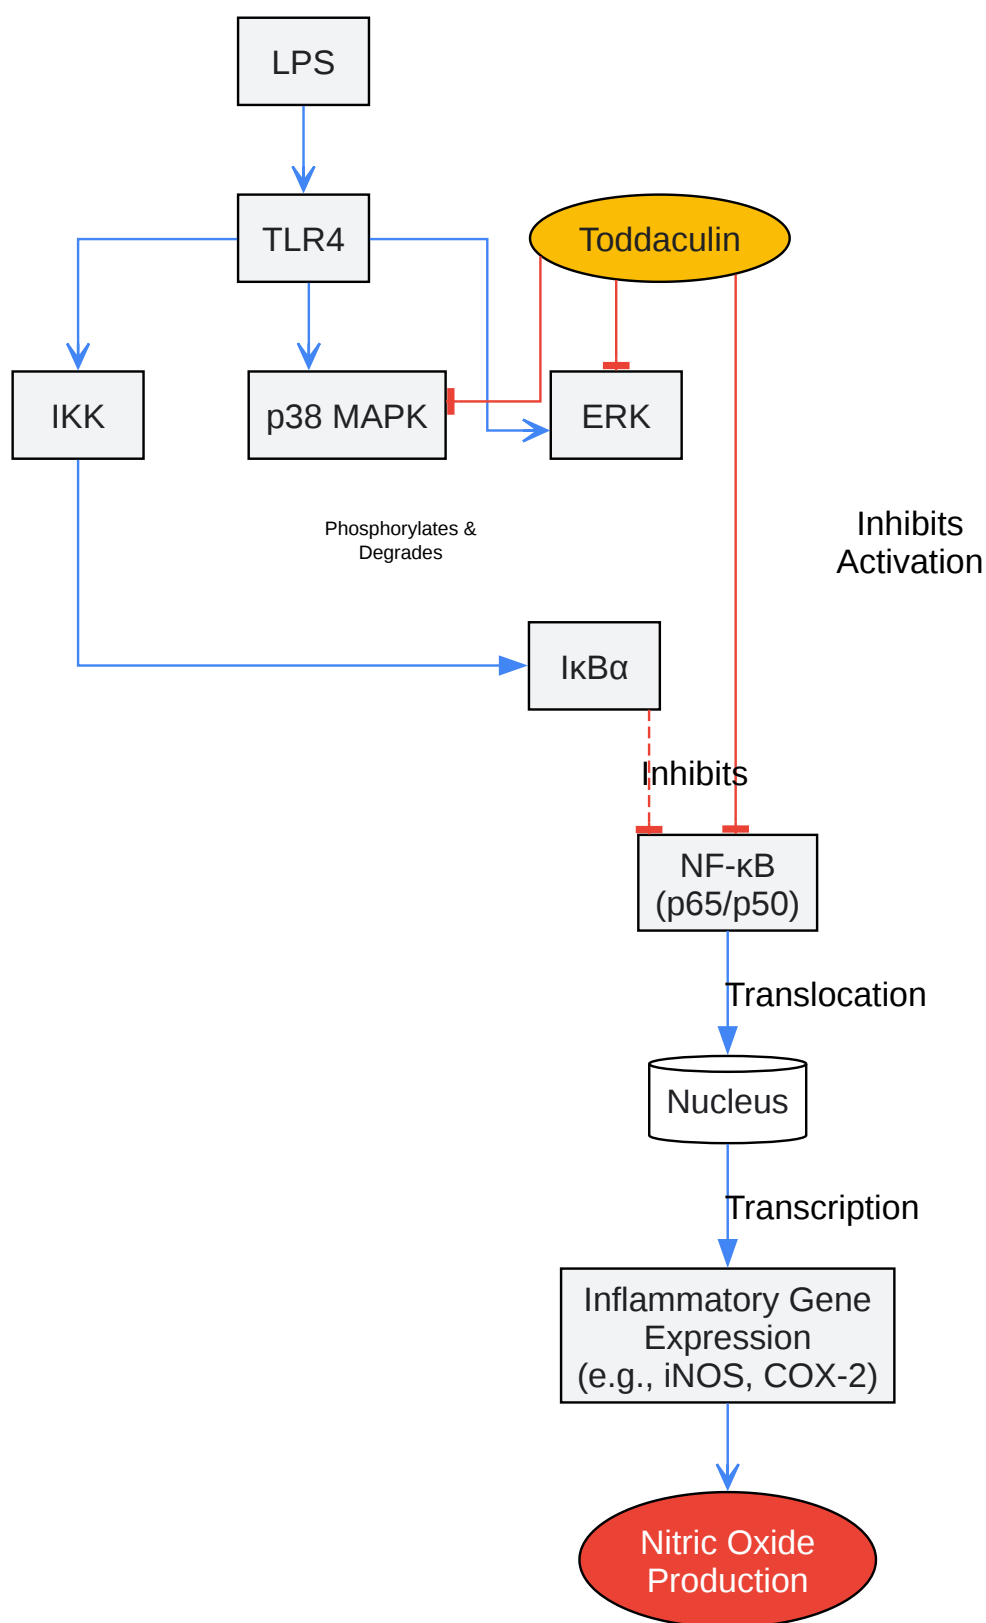 LPS
TLR4
Toddaculin
IKK
p38 MAPK
ERK
Phosphorylates &
Degrades
Inhibits
Activation
IκBα
Inhibits
NF-κB
(p65/p50)
Translocation
Nucleus
Transcription
Inflammatory Gene
Expression
(e.g., iNOS, COX-2)
Nitric Oxide
Production